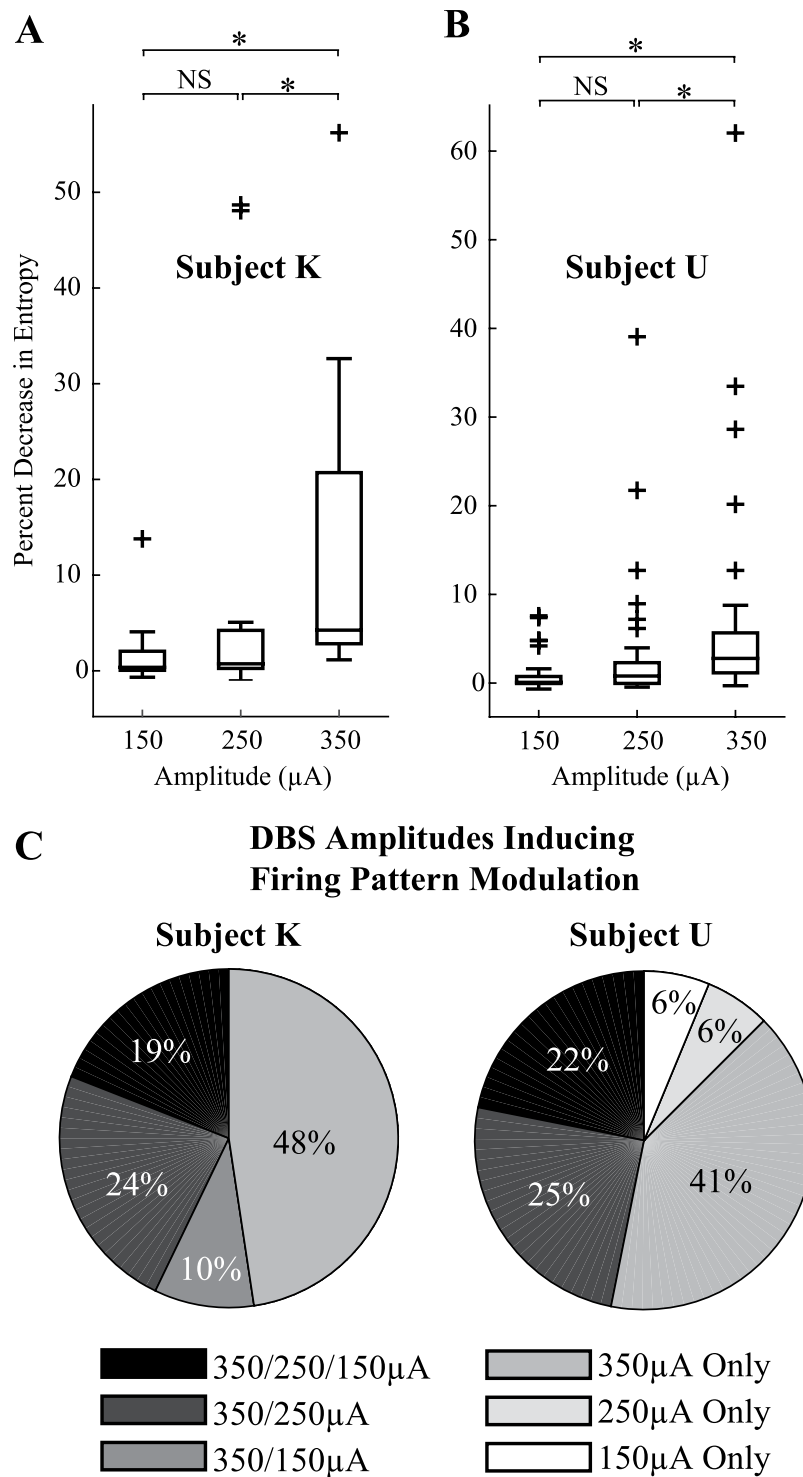 A
*
NS
*
50
40
30
20
10
0
Percent Decrease in Entropy
Subject K
150
250
350
Amplitude (µA)
B
*
NS
*
60
50
40
30
20
10
0
Subject U
150
250
350
Amplitude (µA)
C
DBS Amplitudes Inducing
Firing Pattern Modulation
Subject K
19%
48%
24%
10%
Subject U
6%
6%
22%
41%
25%
350/250/150µA
350/250µA
350/150µA
350µA Only
250µA Only
150µA Only